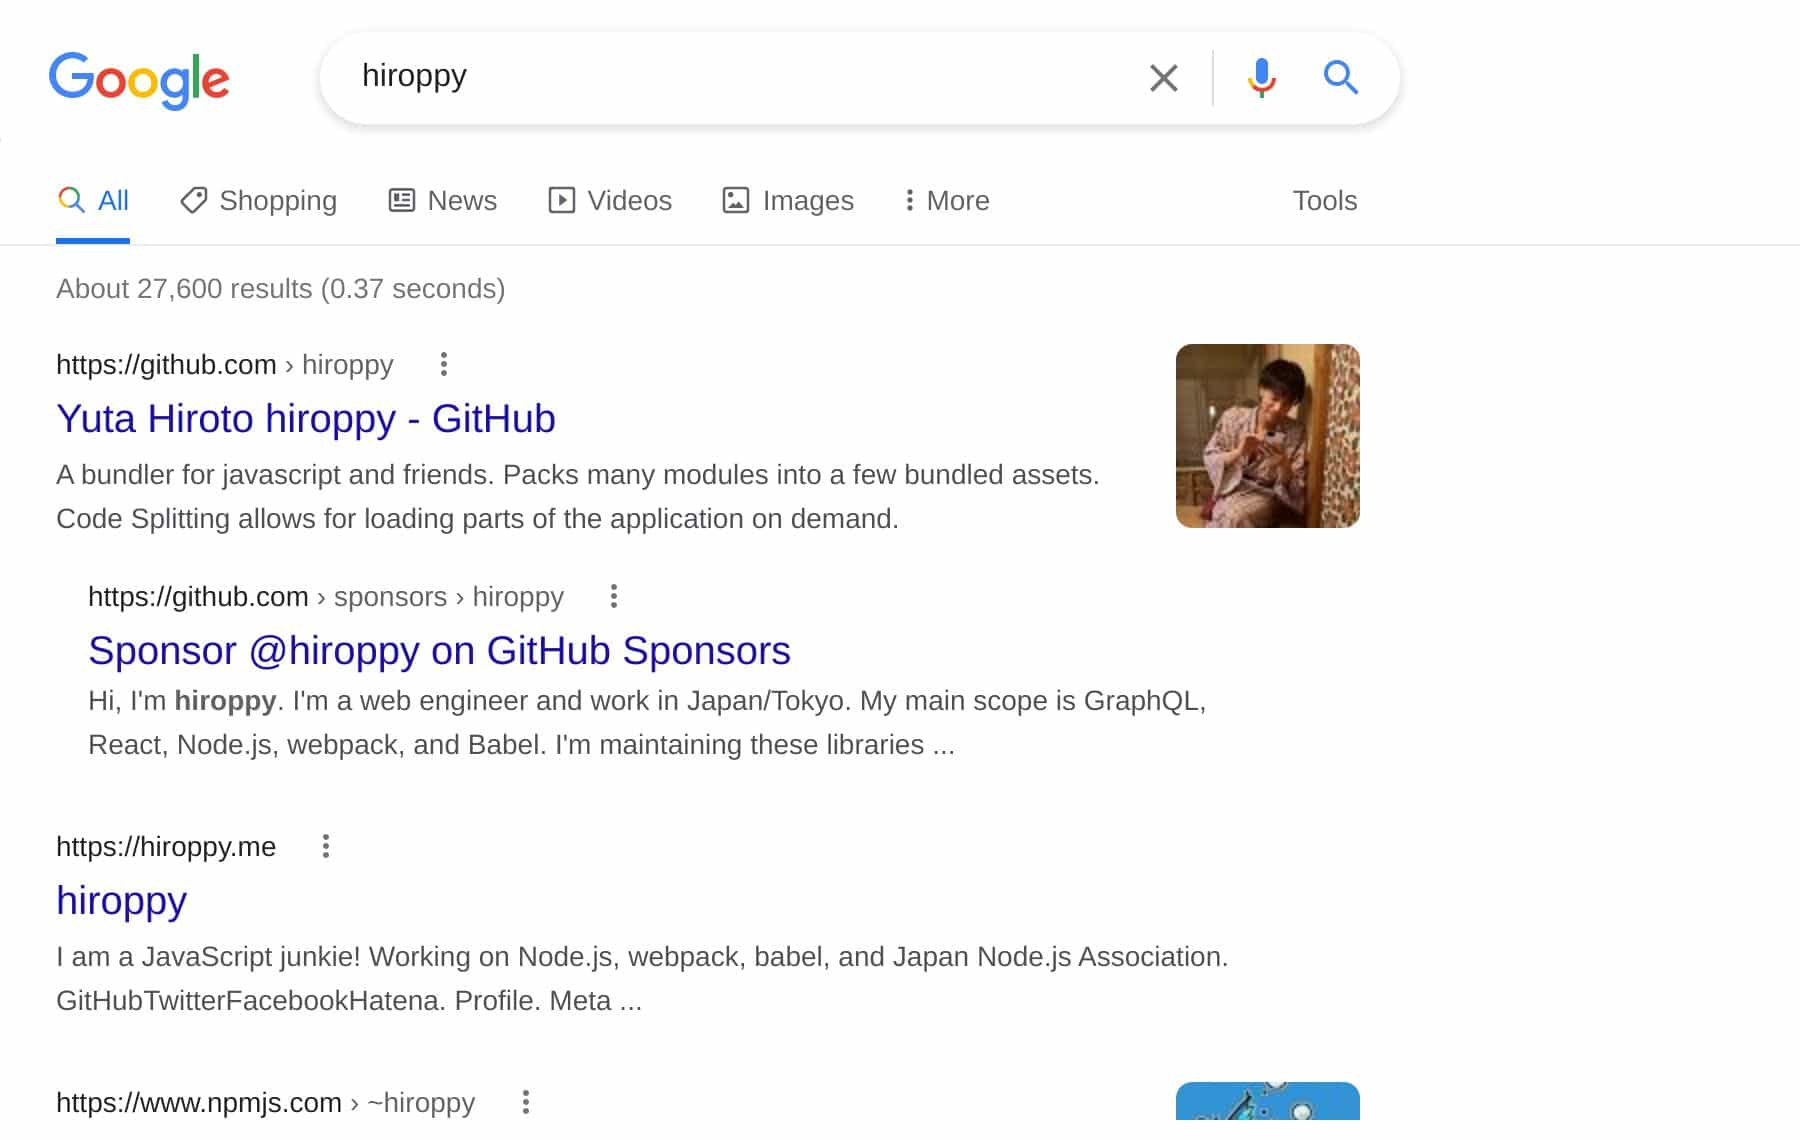 Google
hiroppy
All Shopping News Videos Images More Tools
About 27,600 results (0.37 seconds)
https://github.com › hiroppy
Yuta Hiroto hiroppy - GitHub
A bundler for javascript and friends. Packs many modules into a few bundled assets.
Code Splitting allows for loading parts of the application on demand.
https://github.com › sponsors › hiroppy
Sponsor @hiroppy on GitHub Sponsors
Hi, I'm hiroppy. I'm a web engineer and work in Japan/Tokyo. My main scope is GraphQL,
React, Node.js, webpack, and Babel. I'm maintaining these libraries ...
https://hiroppy.me
hiroppy
I am a JavaScript junkie! Working on Node.js, webpack, babel, and Japan Node.js Association.
GitHubTwitterFacebookHatena. Profile. Meta ...
https://www.npmjs.com › ~hiroppy